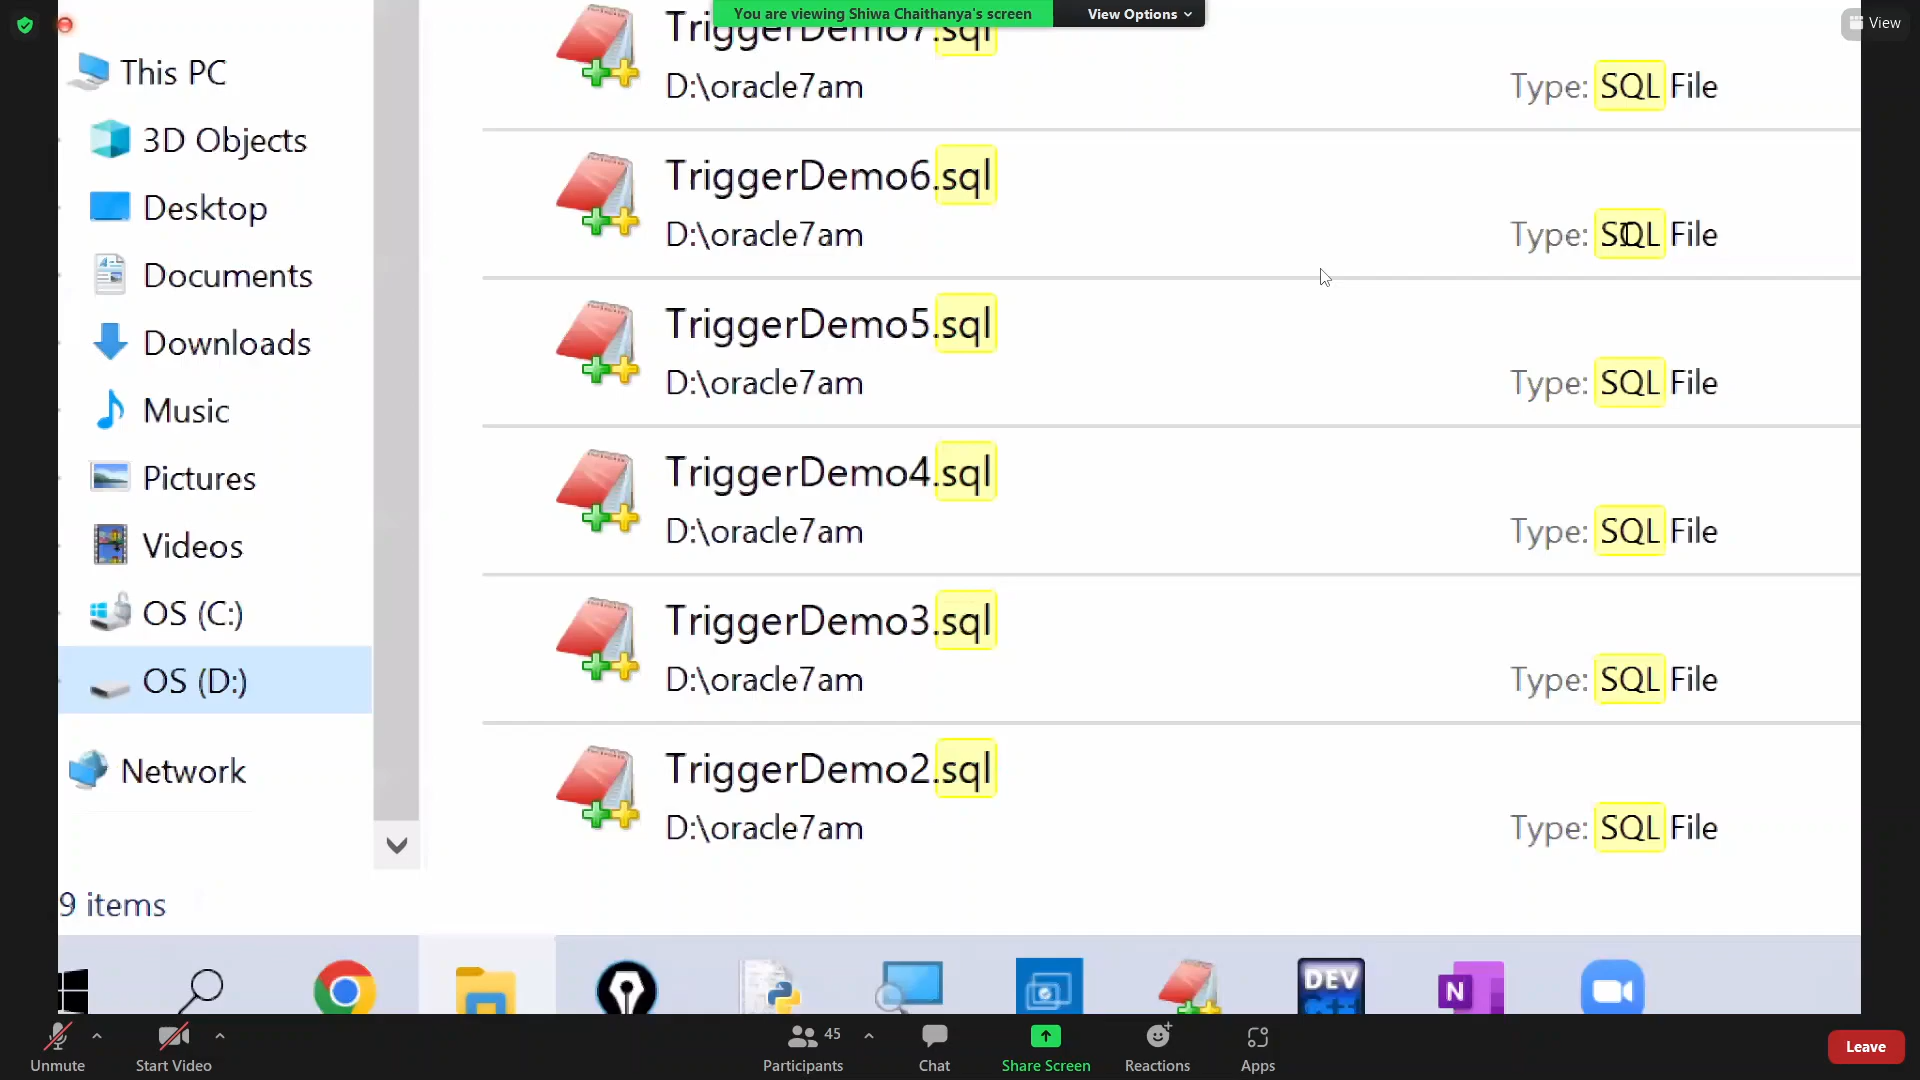 You are viewing Shiwa Chaithanya's screen
View Options
View
This PC
3D Objects
Desktop
Documents
Downloads
Music
Pictures
Videos
OS (C:)
OS (D:)
Network
9 items
TriggerDemo7.sql
D:\oracle7am
Type: SQL File
TriggerDemo6.sql
D:\oracle7am
Type: SQL File
TriggerDemo5.sql
D:\oracle7am
Type: SQL File
TriggerDemo4.sql
D:\oracle7am
Type: SQL File
TriggerDemo3.sql
D:\oracle7am
Type: SQL File
TriggerDemo2.sql
D:\oracle7am
Type: SQL File
DEV
N
Unmute
Start Video
45
Participants
Chat
Share Screen
Reactions
Apps
Leave